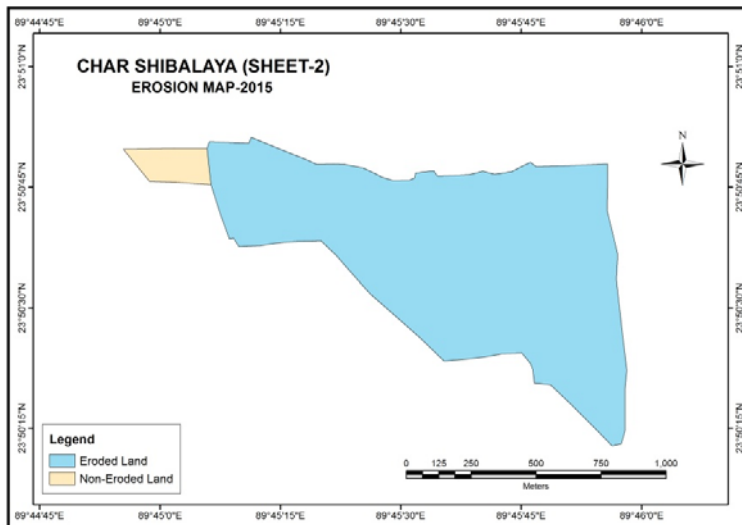 89°44'45"E 89°45'0"E 89°45'15"E 89°45'30"E 89°45'45"E 89°46'0"E
CHAR SHIBALAYA (SHEET-2)
EROSION MAP-2015
23°51'0"N 23°51'0"N
N
23°50'45"N 23°50'45"N
23°50'30"N 23°50'30"N
23°50'15"N 23°50'15"N
Legend
Eroded Land
Non-Eroded Land
0 125 250 500 750 1,000
Meters
89°44'45"E 89°45'0"E 89°45'15"E 89°45'30"E 89°45'45"E 89°46'0"E